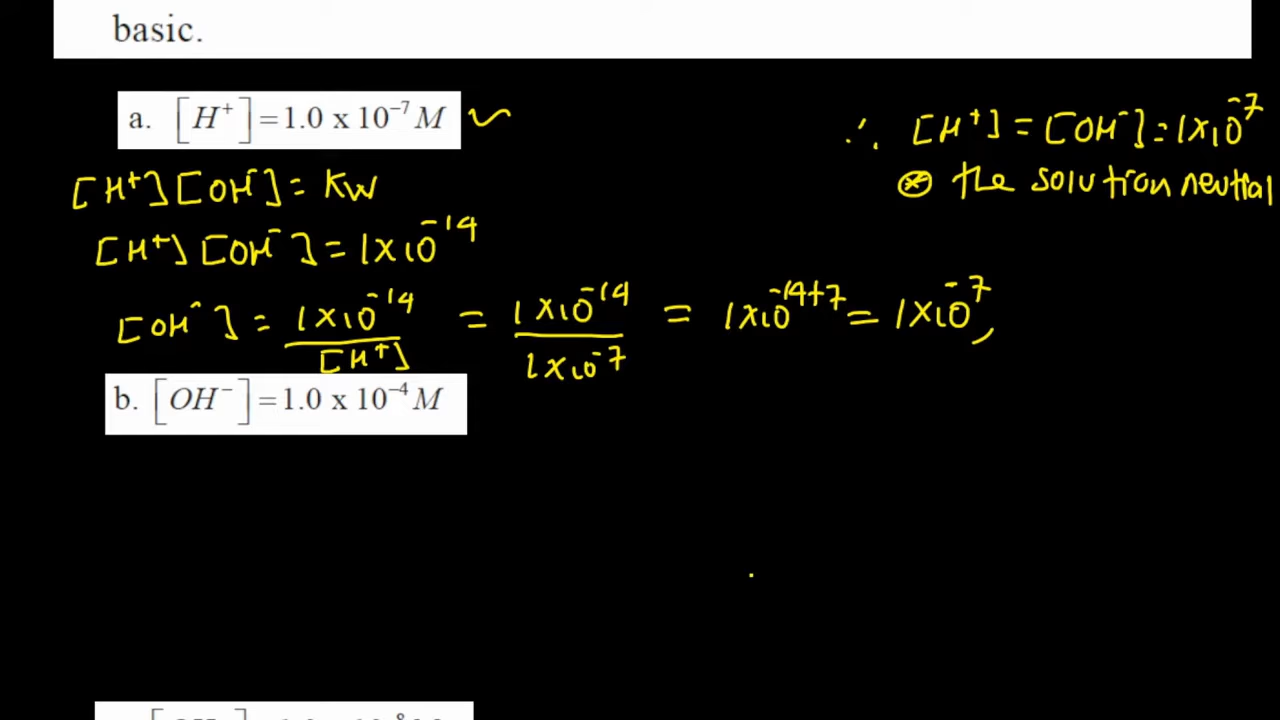 basic.
a. [H⁺] = 1.0 x 10⁻⁷ M
∴ [H⁺] = [OH⁻] = 1x10⁻⁷
the solution neutral
[H⁺][OH⁻] = Kw
[H⁺][OH⁻] = 1x10⁻¹⁴
[OH⁻] = 1x10⁻¹⁴/[H⁺] = 1x10⁻¹⁴/1x10⁻⁷ = 1x10⁻¹⁴⁺⁷ = 1x10⁻⁷
b. [OH⁻] = 1.0 x 10⁻⁴ M